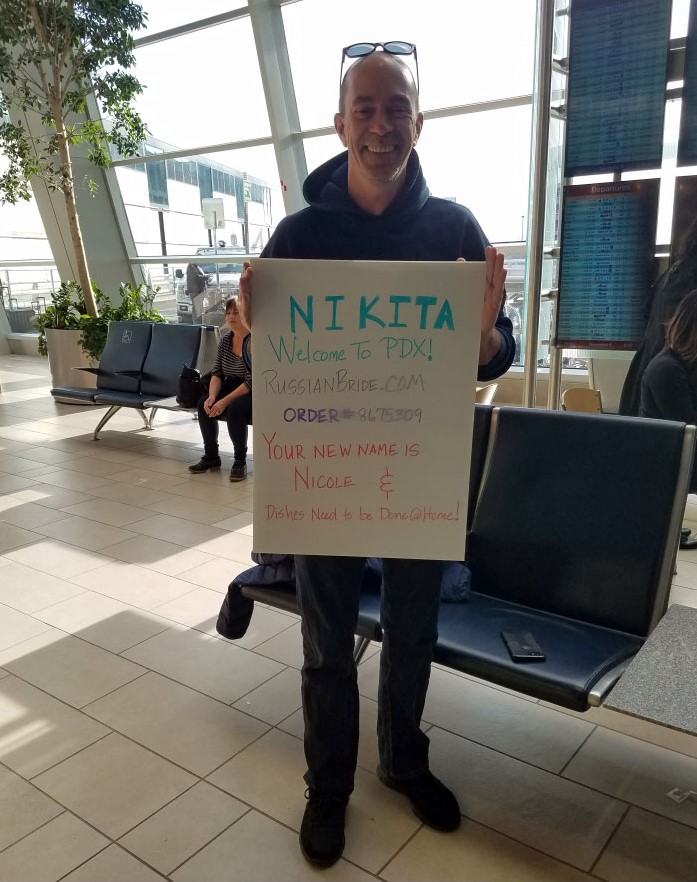 NIKITA
Welcome To PDX!
RUSSIANBRIDE.COM
ORDER# 8675309
YOUR NEW NAME IS
NICOLE &
Dishes Need to be Done@Home!
Departures